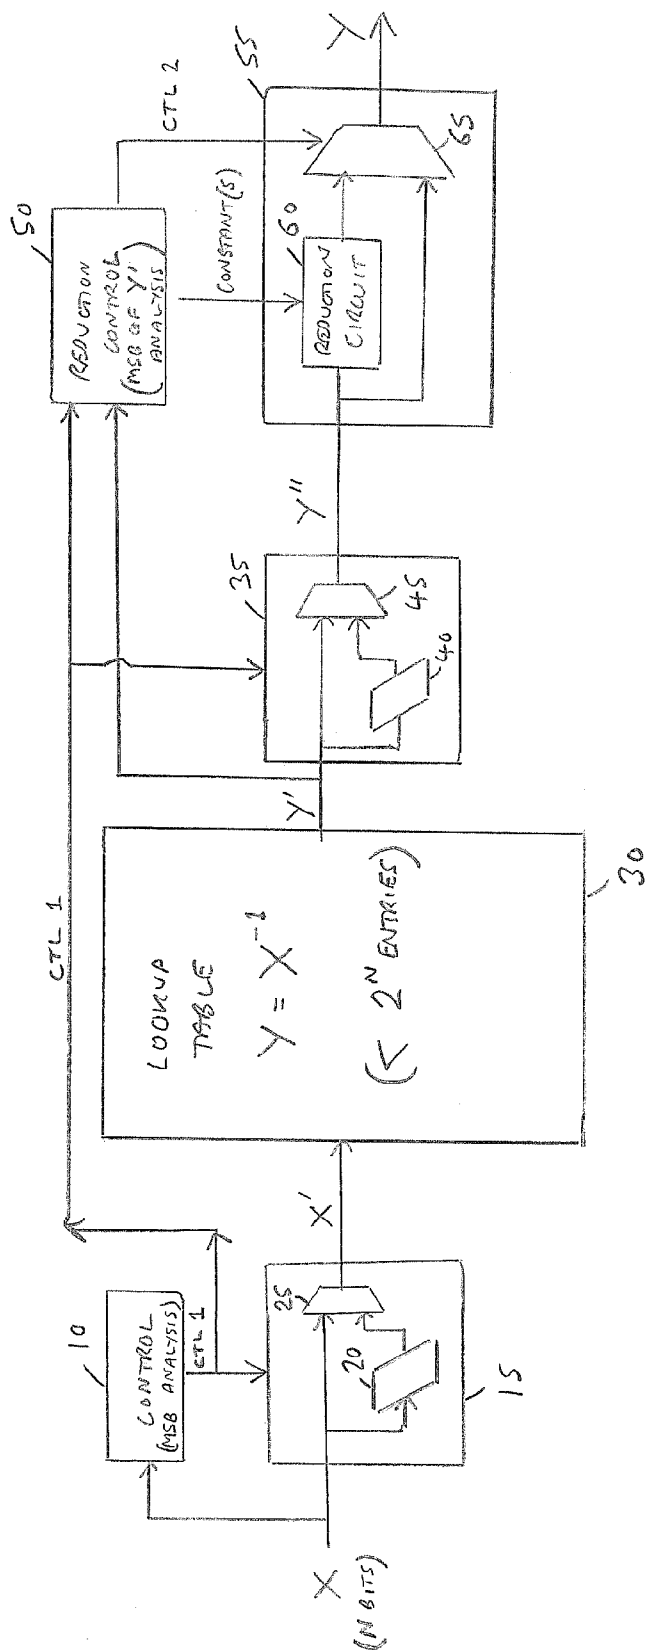 X
(N BITS)
10
CONTROL
(MSB ANALYSIS)
CTL 1
25
20
15
X'
CTL 1
LOOKUP
TABLE
Y = X⁻¹
(< 2ᴺ ENTRIES)
30
Y'
35
45
40
Y''
50
REDUCTION
CONTROL
(MSB OF Y'
ANALYSIS)
CTL 2
CONSTANT(S)
55
60
REDUCTION
CIRCUIT
65
Y